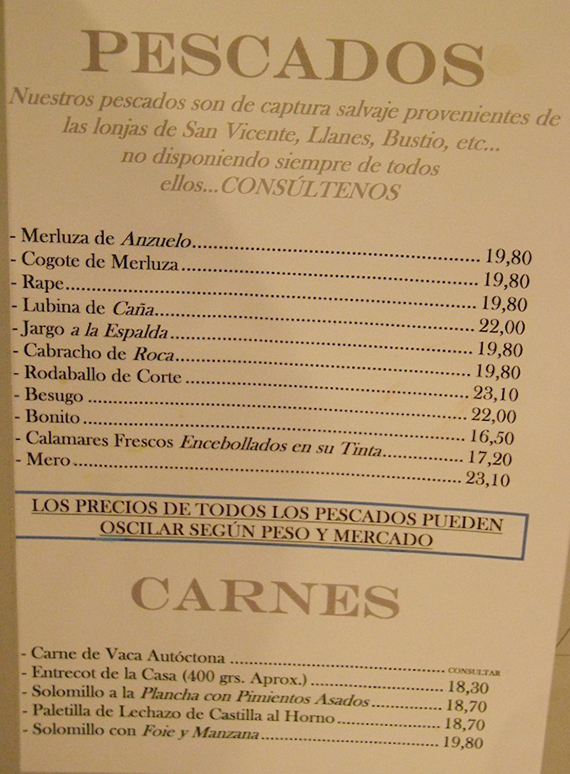 PESCADOS
Nuestros pescados son de captura salvaje provenientes de
las lonjas de San Vicente, Llanes, Bustio, etc...
no disponiendo siempre de todos
ellos...CONSÚLTENOS
- Merluza de Anzuelo.......................................................... 19,80
- Cogote de Merluza............................................................ 19,80
- Rape................................................................................... 19,80
- Lubina de Caña................................................................. 22,00
- Jargo a la Espalda............................................................. 19,80
- Cabracho de Roca............................................................ 19,80
- Rodaballo de Corte ......................................................... 23,10
- Besugo ............................................................................. 22,00
- Bonito .............................................................................. 16,50
- Calamares Frescos Encebollados en su Tinta................ 17,20
- Mero................................................................................. 23,10
LOS PRECIOS DE TODOS LOS PESCADOS PUEDEN
OSCILAR SEGÚN PESO Y MERCADO
CARNES
- Carne de Vaca Autóctona ........................................... CONSULTAR
- Entrecot de la Casa (400 grs. Aprox.) ........................... 18,30
- Solomillo a la Plancha con Pimientos Asados............... 18,70
- Paletilla de Lechazo de Castilla al Horno..................... 18,70
- Solomillo con Foie y Manzana..................................... 19,80